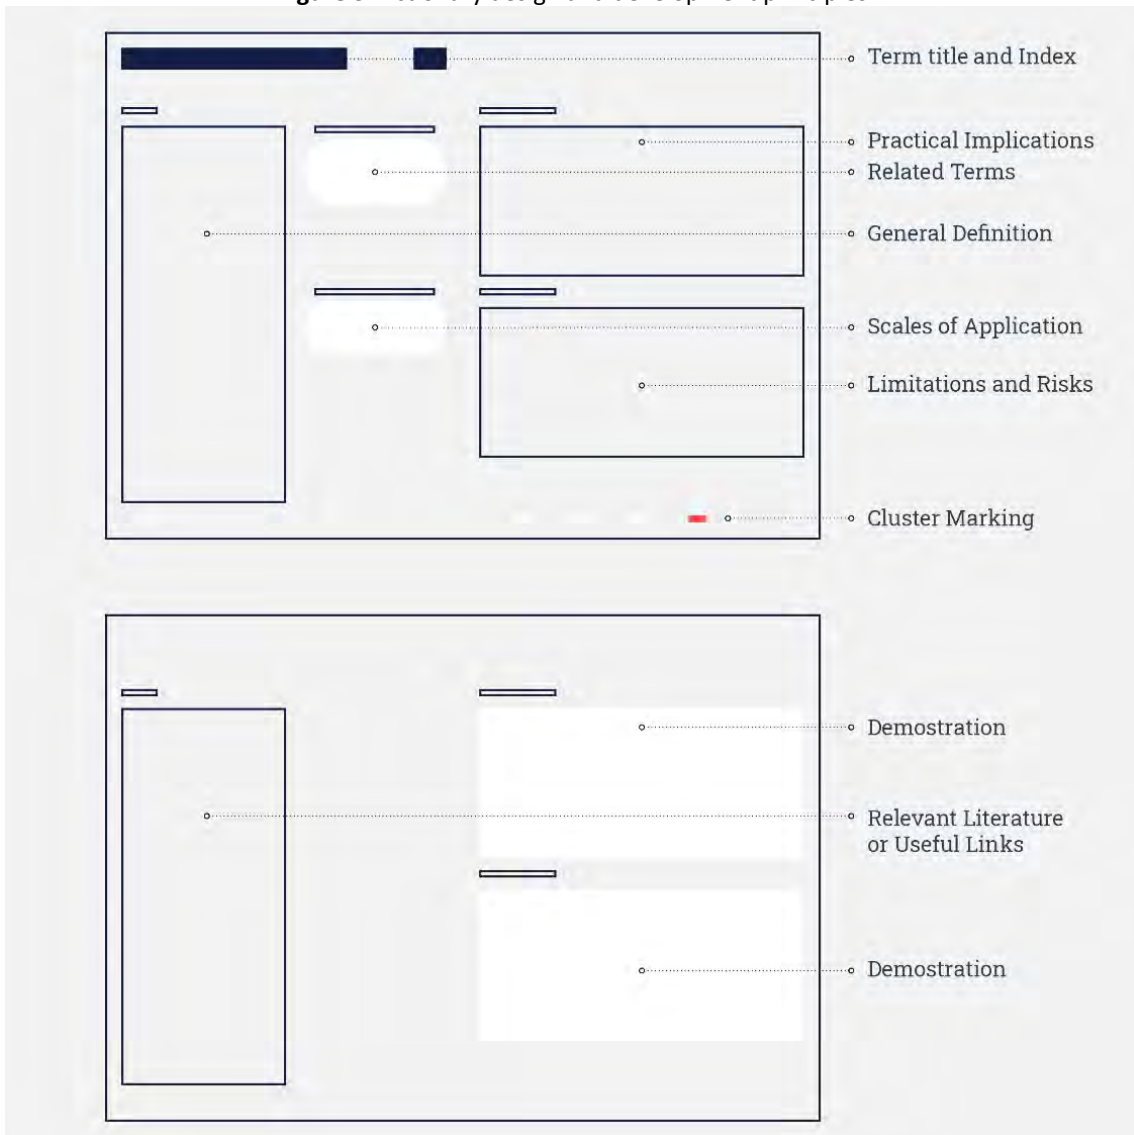 Term title and Index
Practical Implications
Related Terms
General Definition
Scales of Application
Limitations and Risks
Cluster Marking
Demostration
Relevant Literature
or Useful Links
Demostration